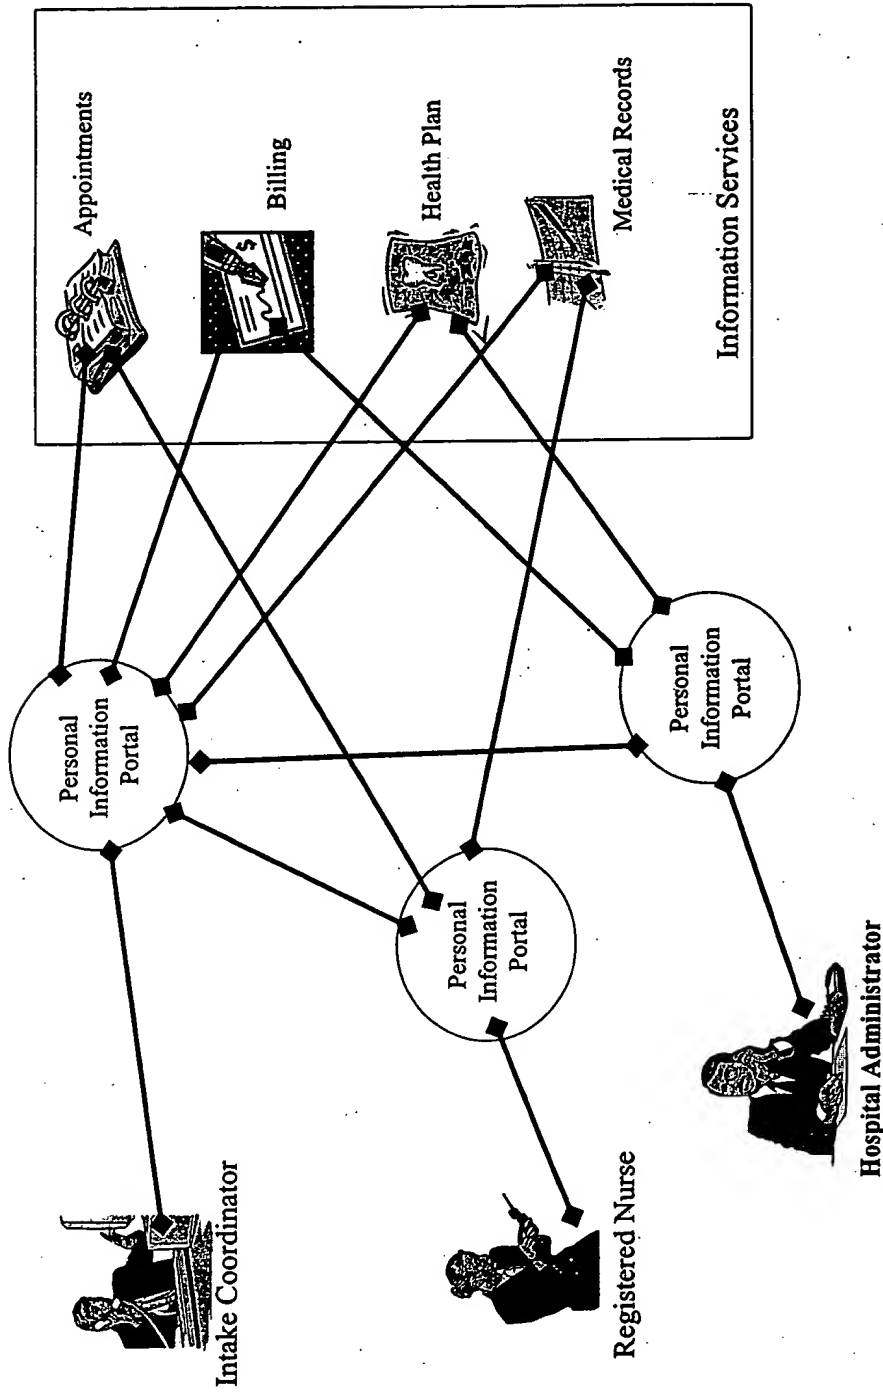 Intake Coordinator
Registered Nurse
Hospital Administrator
Personal
Information
Portal
Personal
Information
Portal
Personal
Information
Portal
Appointments
$
Billing
Health Plan
Medical Records
Information Services